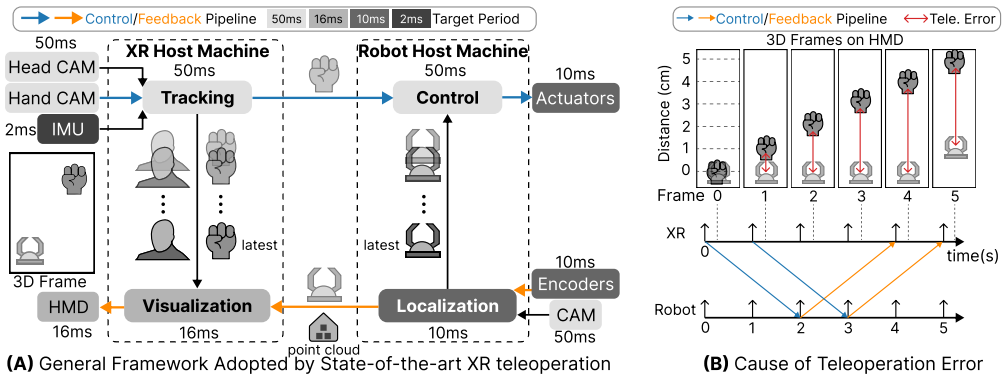 Control/Feedback Pipeline 50ms 16ms 10ms 2ms Target Period
50ms
Head CAM
Hand CAM
2ms IMU
3D Frame
HMD
16ms
XR Host Machine
50ms
Tracking
latest
Visualization
16ms
point cloud
Robot Host Machine
50ms
Control
latest
Localization
10ms
10ms
Actuators
10ms
Encoders
CAM
50ms
(A) General Framework Adopted by State-of-the-art XR teleoperation
Control/Feedback Pipeline Tele. Error
3D Frames on HMD
Distance (cm)
5
4
3
2
1
0
Frame 0 1 2 3 4 5
XR
0
time(s)
Robot
0 1 2 3 4 5
(B) Cause of Teleoperation Error